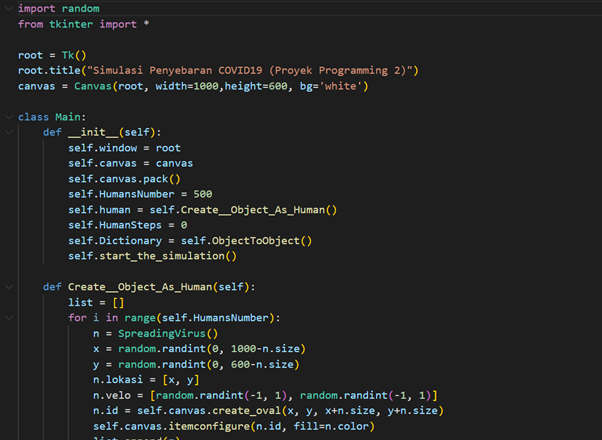 import random
from tkinter import *

root = Tk()
root.title("Simulasi Penyebaran COVID19 (Proyek Programming 2)")
canvas = Canvas(root, width=1000,height=600, bg='white')

class Main:
    def __init__(self):
        self.window = root
        self.canvas = canvas
        self.canvas.pack()
        self.HumansNumber = 500
        self.human = self.Create__Object_As_Human()
        self.HumanSteps = 0
        self.Dictionary = self.ObjectToObject()
        self.start_the_simulation()

    def Create__Object_As_Human(self):
        list = []
        for i in range(self.HumansNumber):
            n = SpreadingVirus()
            x = random.randint(0, 1000-n.size)
            y = random.randint(0, 600-n.size)
            n.lokasi = [x, y]
            n.velo = [random.randint(-1, 1), random.randint(-1, 1)]
            n.id = self.canvas.create_oval(x, y, x+n.size, y+n.size)
            self.canvas.itemconfigure(n.id, fill=n.color)
            list.append(n)